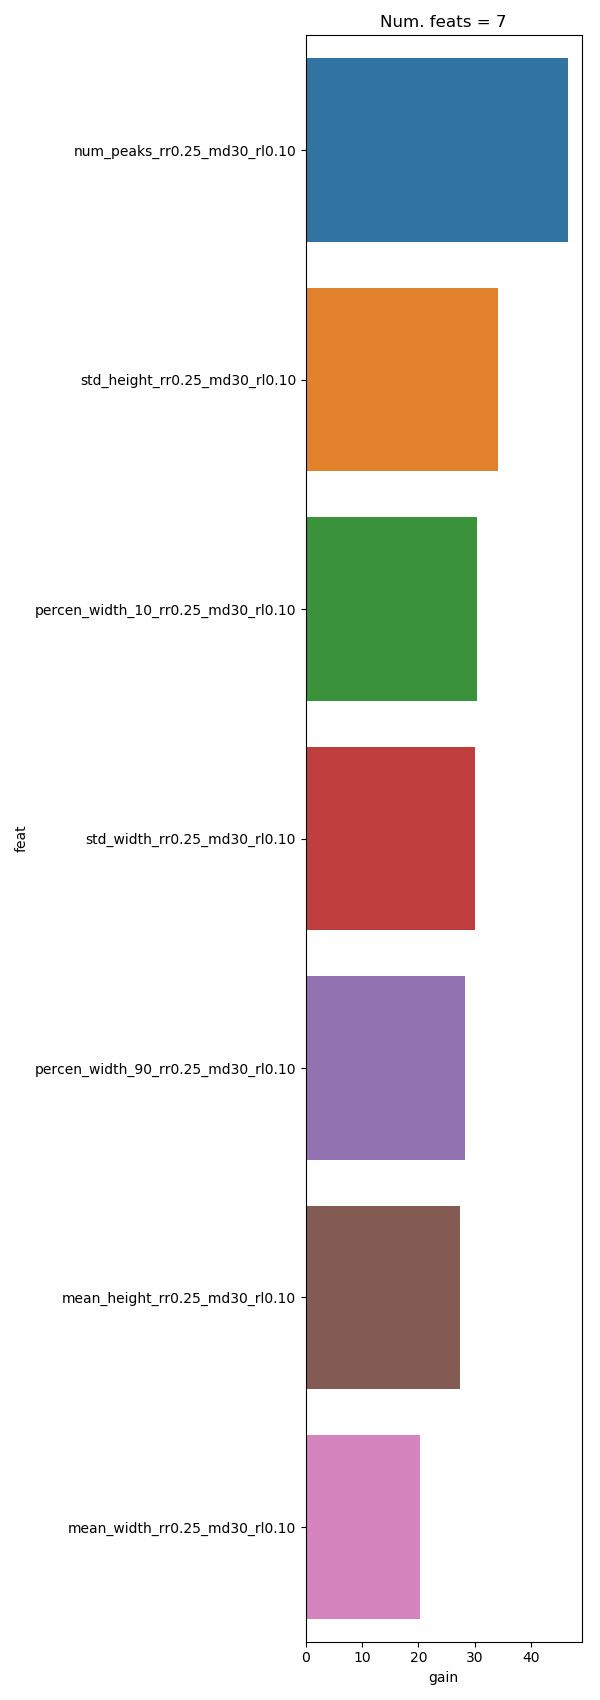 Num. feats = 7
num_peaks_rr0.25_md30_rl0.10
std_height_rr0.25_md30_rl0.10
percen_width_10_rr0.25_md30_rl0.10
std_width_rr0.25_md30_rl0.10
feat
percen_width_90_rr0.25_md30_rl0.10
mean_height_rr0.25_md30_rl0.10
mean_width_rr0.25_md30_rl0.10
0 10 20 30 40
gain